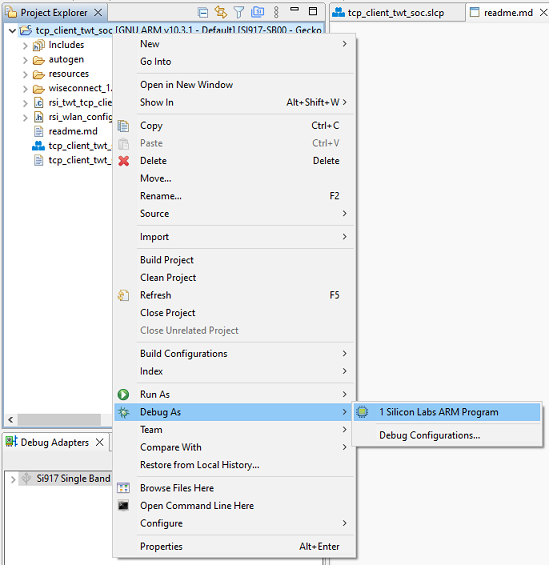 Project Explorer
tcp_client_twt_soc.slcp
readme.md
tcp_client_twt_soc [GNU ARM v10.3.1 - Default] [SI917-SB00 - Gecko
Includes
autogen
resources
wiseconnect_1.
rsi_twt_tcp_clie
rsi_wlan_config
readme.md
tcp_client_twt_
tcp_client_twt_
New
Go Into
Open in New Window
Show In Alt+Shift+W
Copy Ctrl+C
Paste Ctrl+V
Delete Delete
Move...
Rename... F2
Source
Import
Build Project
Clean Project
Refresh F5
Close Project
Close Unrelated Project
Build Configurations
Index
Run As
Debug As
Team
Compare With
Restore from Local History...
Browse Files Here
Open Command Line Here
Configure
Properties Alt+Enter
1 Silicon Labs ARM Program
Debug Configurations...
Debug Adapters
Si917 Single Band